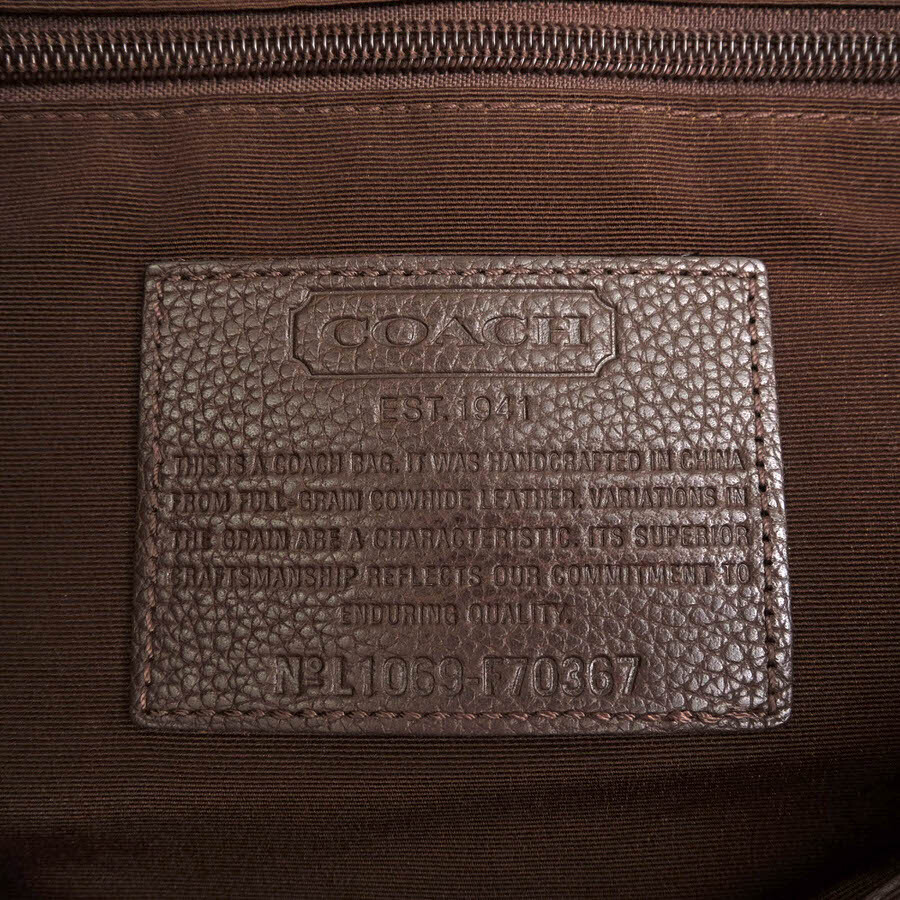 COACH
EST. 1941
THIS IS A COACH BAG. IT WAS HANDCRAFTED IN CHINA
FROM FULL-GRAIN COWHIDE LEATHER. VARIATIONS IN
THE GRAIN ARE A CHARACTERISTIC. ITS SUPERIOR
CRAFTSMANSHIP REFLECTS OUR COMMITMENT TO
ENDURING QUALITY.
Nº L1069-F70367